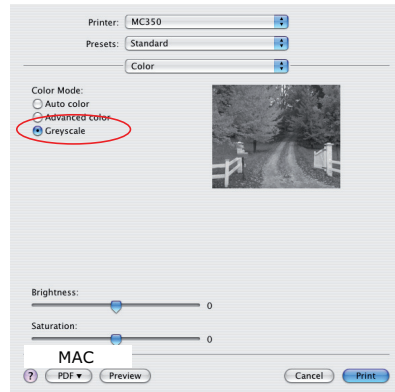 Printer: MC350
Presets: Standard
Color
Color Mode:
Auto color
Advanced color
Greyscale
Brightness:
0
Saturation:
0
MAC
? PDF ▼ Preview Cancel Print